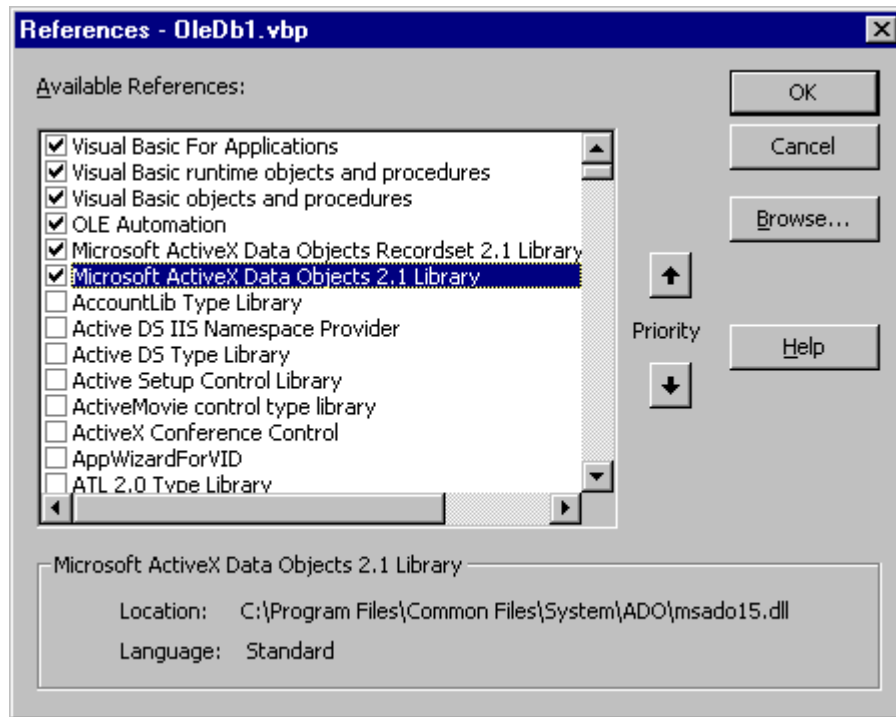 References - OleDb1.vbp
Available References:
Visual Basic For Applications
Visual Basic runtime objects and procedures
Visual Basic objects and procedures
OLE Automation
Microsoft ActiveX Data Objects Recordset 2.1 Library
Microsoft ActiveX Data Objects 2.1 Library
AccountLib Type Library
Active DS IIS Namespace Provider
Active DS Type Library
Active Setup Control Library
ActiveMovie control type library
ActiveX Conference Control
AppWizardForVID
ATL 2.0 Type Library
OK
Cancel
Browse...
Priority
Help
Microsoft ActiveX Data Objects 2.1 Library
Location: C:\Program Files\Common Files\System\ADO\msado15.dll
Language: Standard